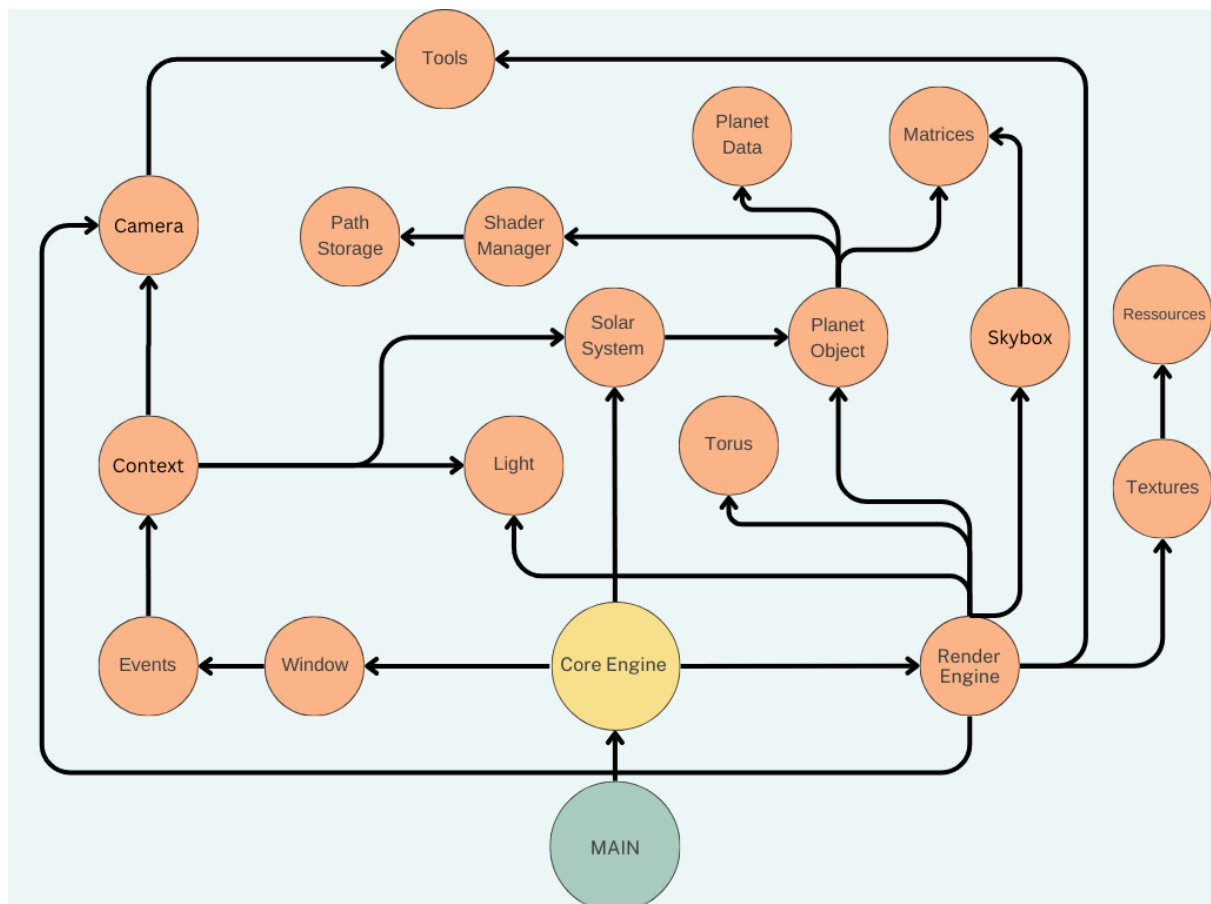 Tools
Planet
Data
Matrices
Camera
Path
Storage
Shader
Manager
Solar
System
Planet
Object
Skybox
Ressources
Context
Light
Torus
Textures
Events
Window
Core Engine
Render
Engine
MAIN